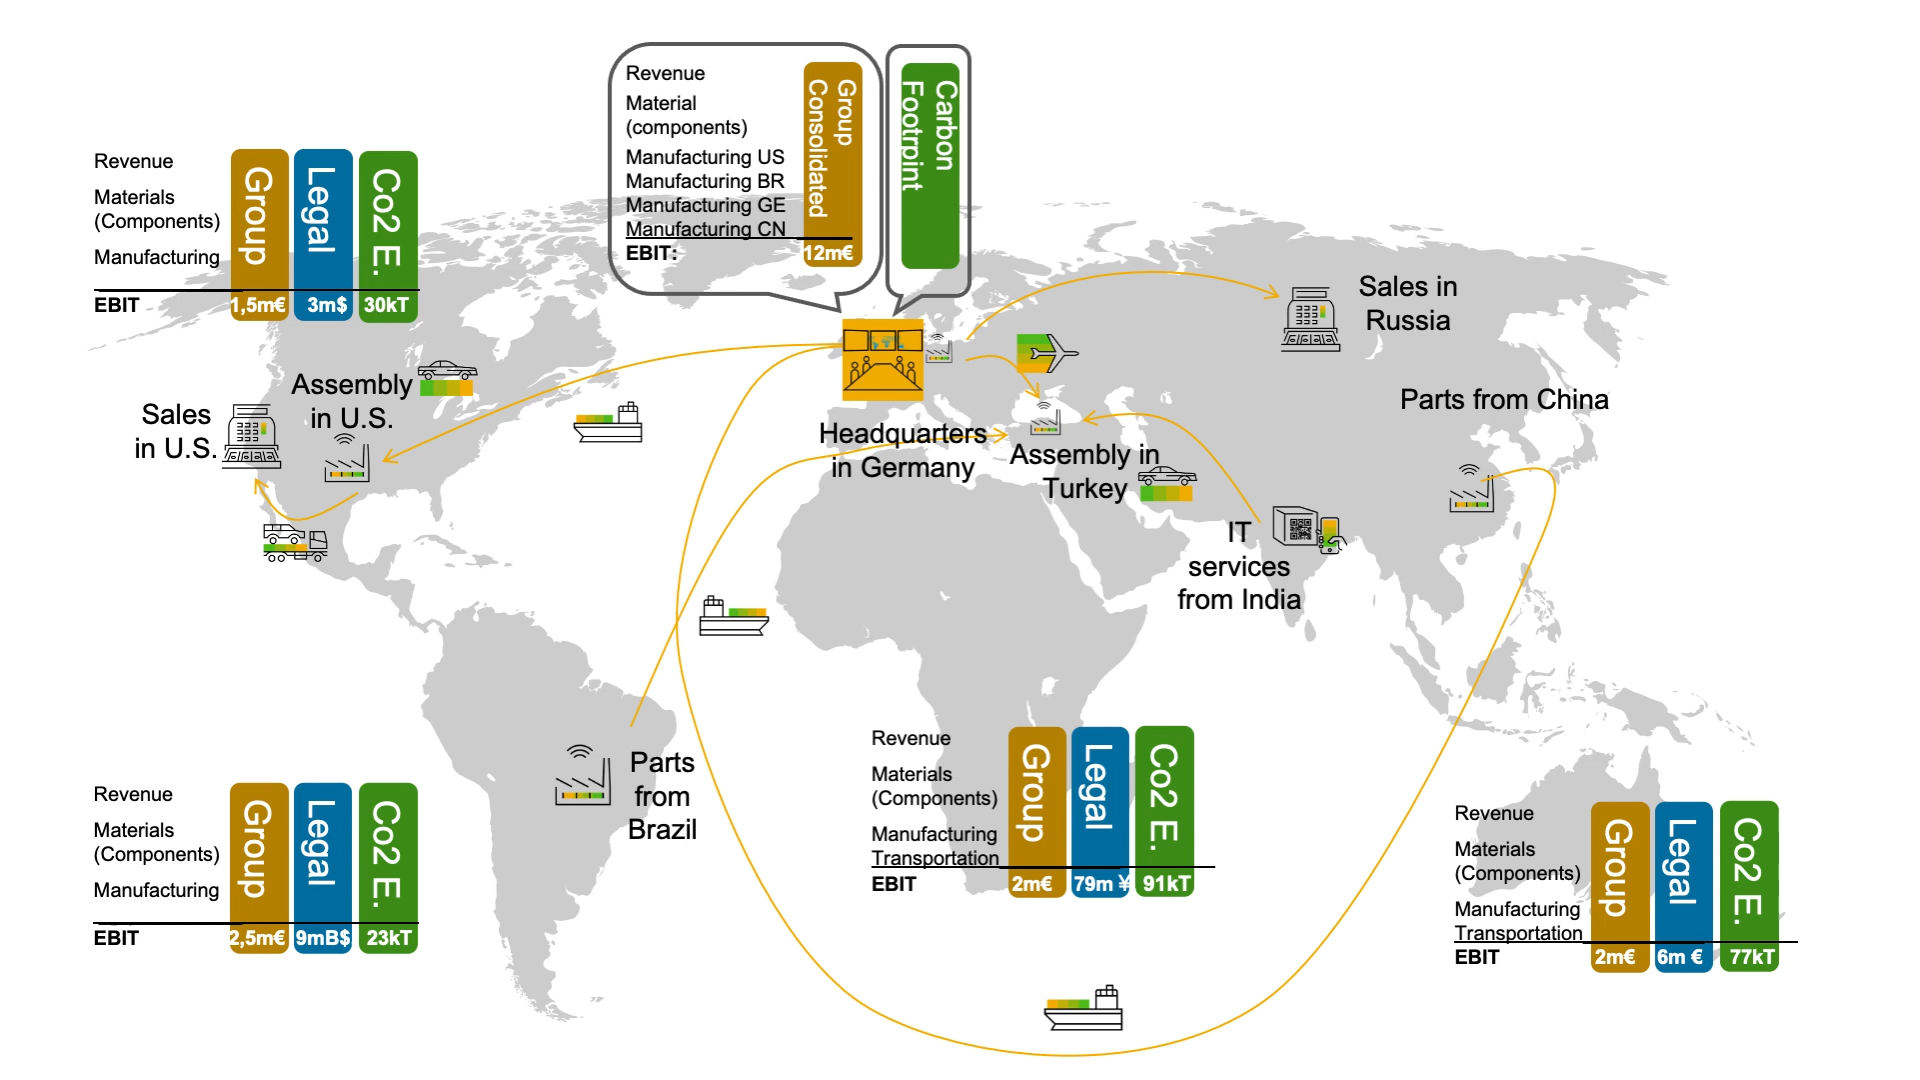 Revenue
Material
(components)
Manufacturing US
Manufacturing BR
Manufacturing GE
Manufacturing CN
EBIT:
Group
Consolidated
12m€
Carbon
Footrpint
Revenue
Materials
(Components)
Manufacturing
EBIT
Group
1,5m€
Legal
3m$
Co2 E.
30kT
Sales in
Russia
Assembly
in U.S.
Sales
in U.S.
Parts from China
Headquarters
in Germany
Assembly in
Turkey
IT
services
from India
Parts
from
Brazil
Revenue
Materials
(Components)
Manufacturing
EBIT
Group
2,5m€
Legal
9mB$
Co2 E.
23kT
Revenue
Materials
(Components)
Manufacturing
Transportation
EBIT
Group
2m€
Legal
79m ¥
Co2 E.
91kT
Revenue
Materials
(Components)
Manufacturing
Transportation
EBIT
Group
2m€
Legal
6m €
Co2 E.
77kT